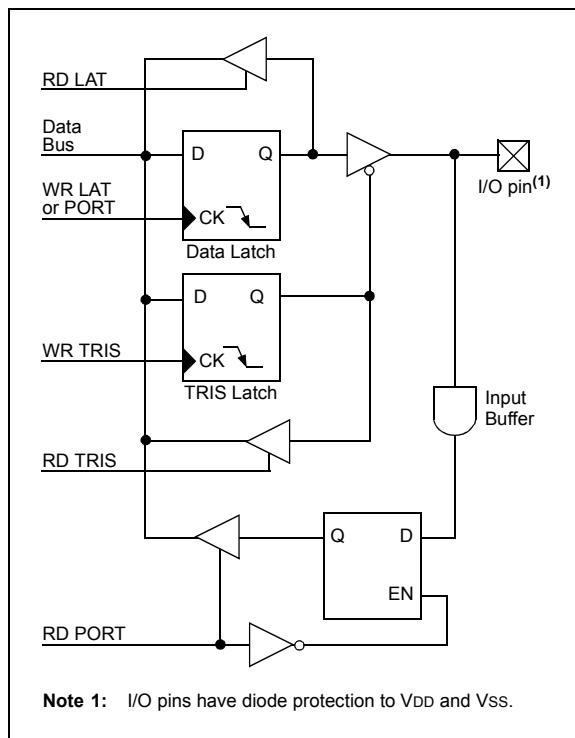 RD LAT
Data
Bus
D Q
I/O pin(1)
WR LAT
or PORT
CK
Data Latch
D Q
WR TRIS
CK
TRIS Latch
Input
Buffer
RD TRIS
Q D
EN
RD PORT
Note 1: I/O pins have diode protection to VDD and VSS.